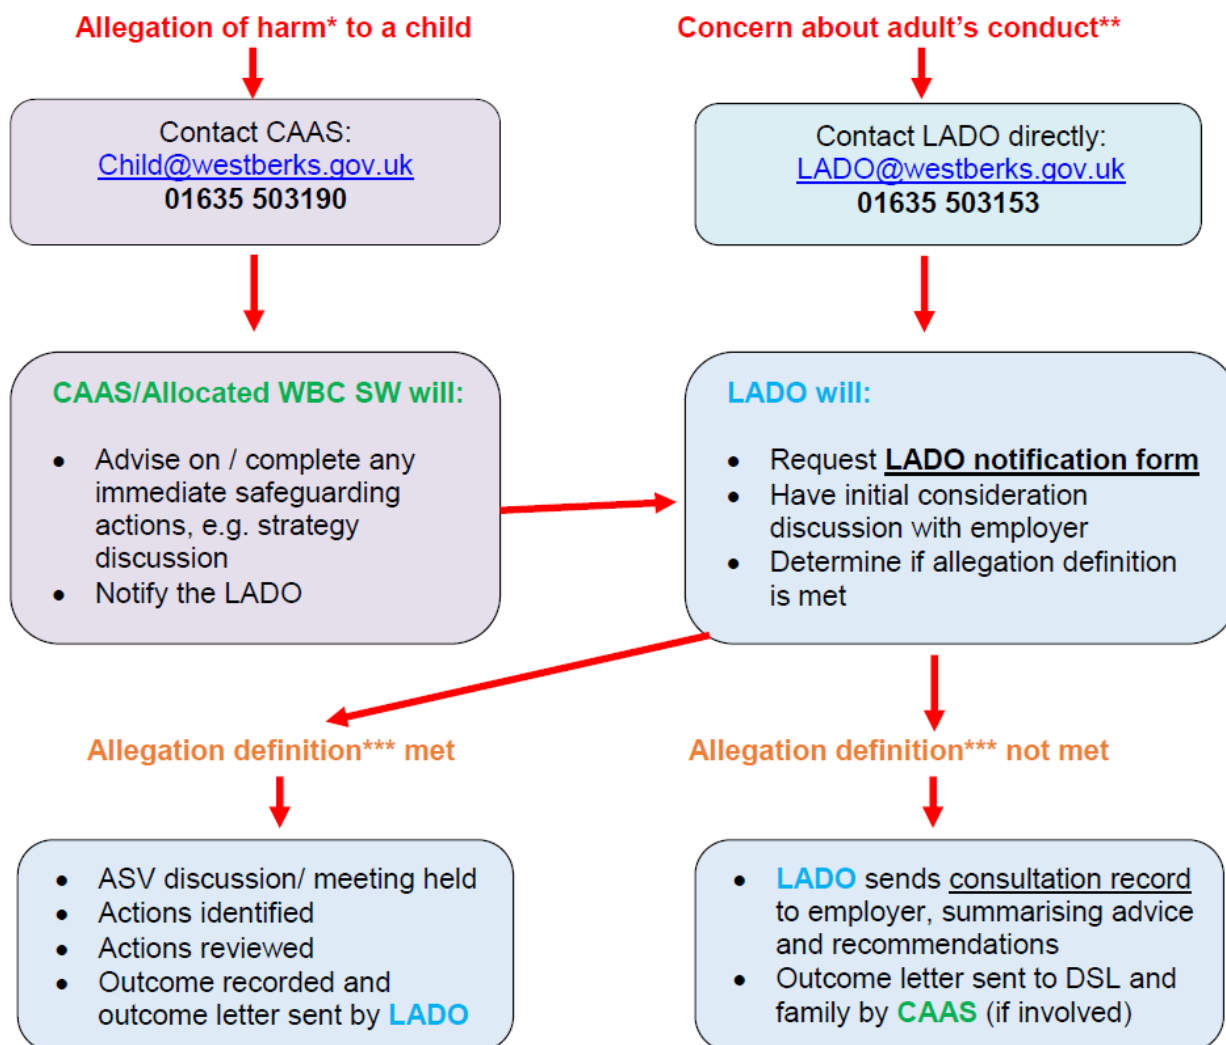 Allegation of harm* to a child
Concern about adult's conduct**
Contact CAAS:
Child@westberks.gov.uk
01635 503190
Contact LADO directly:
LADO@westberks.gov.uk
01635 503153
CAAS/Allocated WBC SW will:
• Advise on / complete any
immediate safeguarding
actions, e.g. strategy
discussion
• Notify the LADO
LADO will:
• Request LADO notification form
• Have initial consideration
discussion with employer
• Determine if allegation definition
is met
Allegation definition*** met
Allegation definition*** not met
• ASV discussion/ meeting held
• Actions identified
• Actions reviewed
• Outcome recorded and
outcome letter sent by LADO
• LADO sends consultation record
to employer, summarising advice
and recommendations
• Outcome letter sent to DSL and
family by CAAS (if involved)